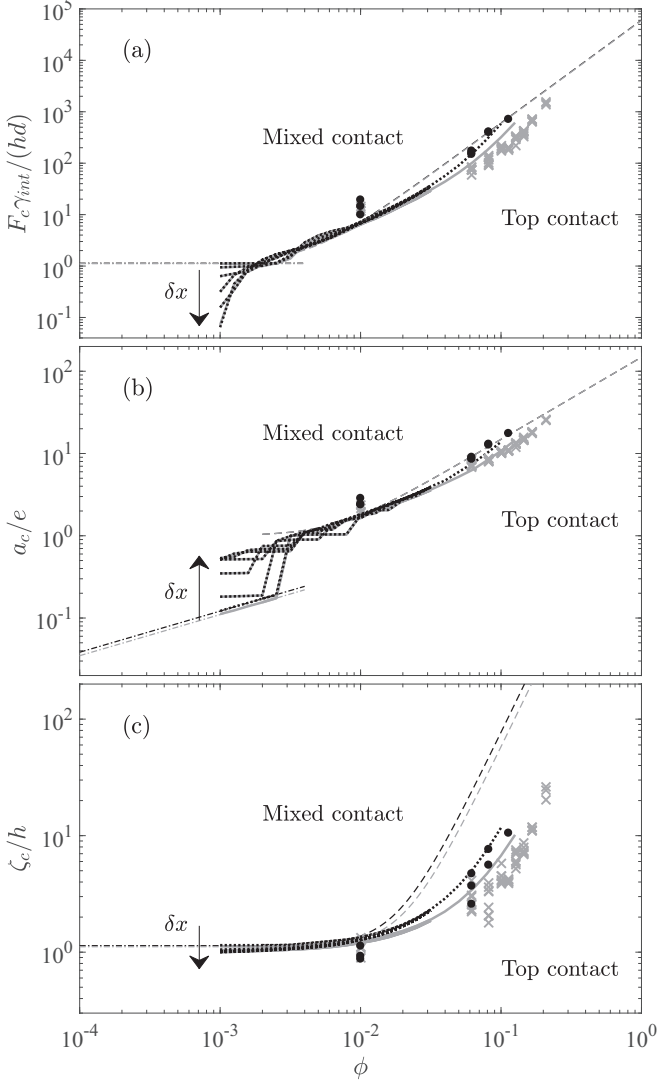 10^5
(a)
10^4
10^3
Mixed contact
10^2
F_cγ_int/(hd)
10^1
Top contact
10^0
δx
10^-1
(b)
10^2
Mixed contact
10^1
a_c/e
Top contact
10^0
δx
10^-1
(c)
10^2
Mixed contact
10^1
ζ_c/h
δx
10^0
Top contact
10^-4 10^-3 10^-2 10^-1 10^0
ϕ